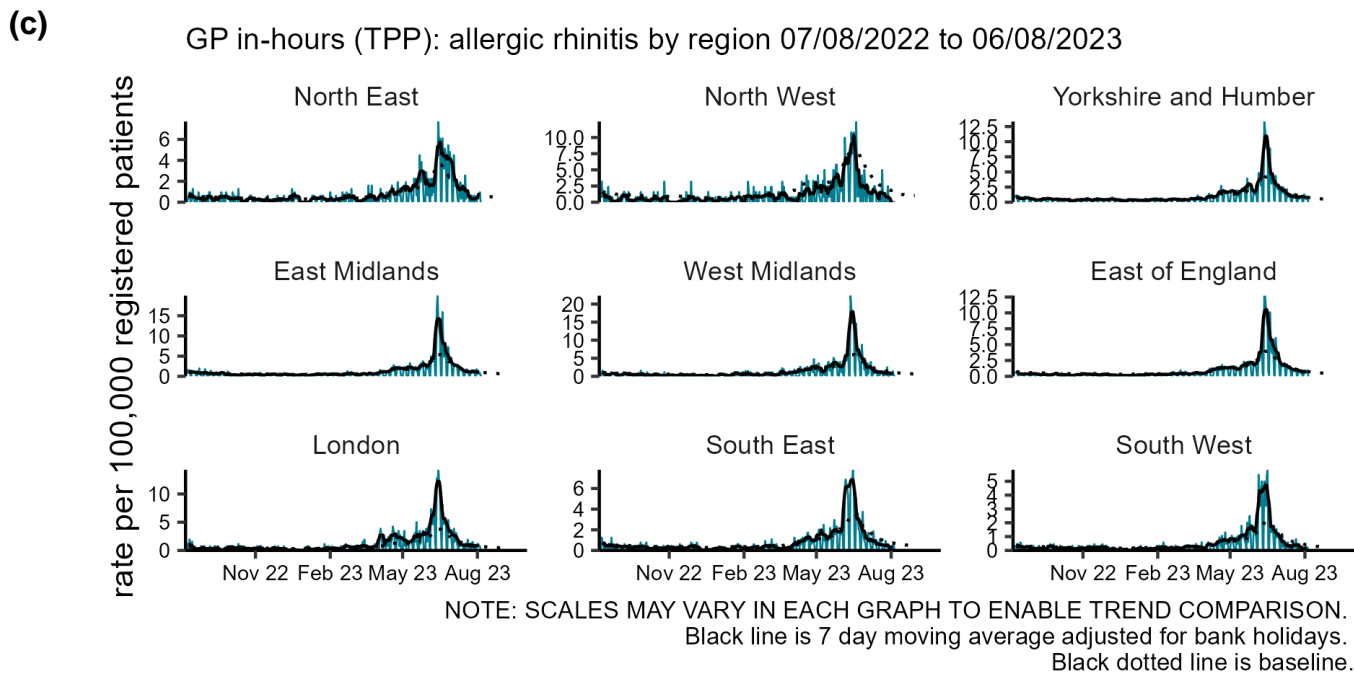 (c)
GP in-hours (TPP): allergic rhinitis by region 07/08/2022 to 06/08/2023
rate per 100,000 registered patients
North East
6
4
2
0
North West
10.0
7.5
5.0
2.5
0.0
Yorkshire and Humber
12.5
10.0
7.5
5.0
2.5
0.0
East Midlands
15
10
5
0
West Midlands
20
15
10
5
0
East of England
12.5
10.0
7.5
5.0
2.5
0.0
London
10
5
0
Nov 22 Feb 23 May 23 Aug 23
South East
6
4
2
0
Nov 22 Feb 23 May 23 Aug 23
South West
5
4
3
2
1
0
Nov 22 Feb 23 May 23 Aug 23
NOTE: SCALES MAY VARY IN EACH GRAPH TO ENABLE TREND COMPARISON.
Black line is 7 day moving average adjusted for bank holidays.
Black dotted line is baseline.